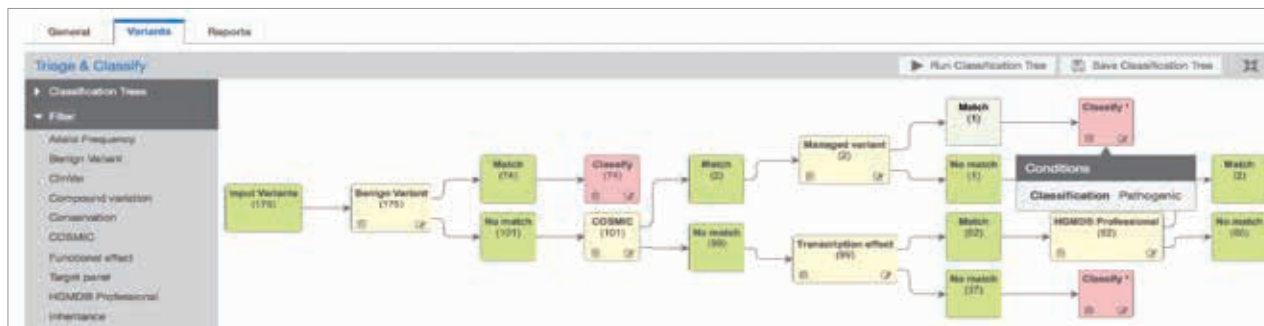 General Variants Reports
Triage & Classify
Run Classification Tree Save Classification Tree
Classification Trees
Filter
Allele Frequency
Benign Variant
ClinVar
Compound variation
Conservation
COSMIC
Functional effect
Target panel
HGMD® Professional
Inheritance
Input Variants
(175)
Benign Variant
(175)
Match
(74)
No match
(101)
Classify
(74)
COSMIC
(101)
Match
(2)
No match
(99)
Managed variant
(2)
Transcription effect
(99)
Match
(1)
No match
(1)
Match
(62)
No match
(37)
Classify *
Conditions
Classification Pathogenic
HGMD® Professional
(62)
Classify *
Match
(2)
No match
(60)